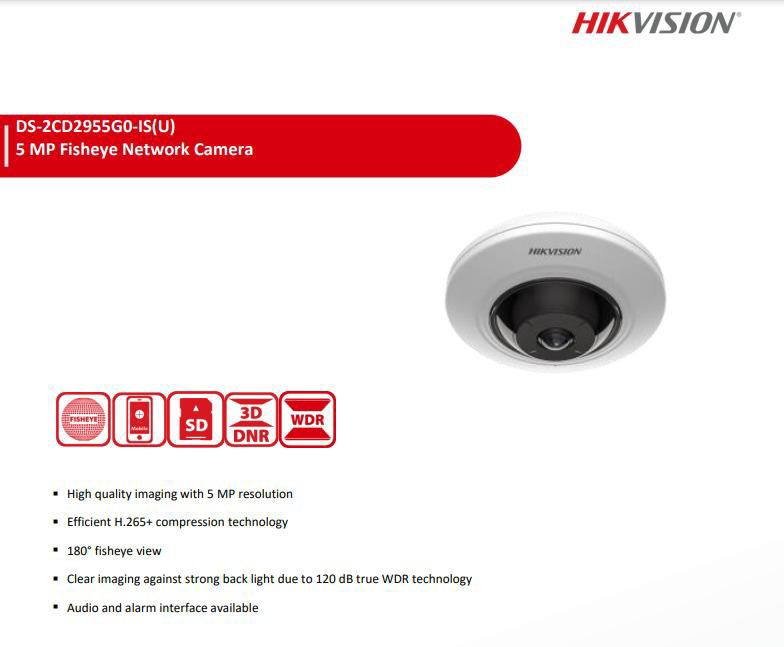 HIKVISION®
DS-2CD2955G0-IS(U)
5 MP Fisheye Network Camera
HIKVISION
FISHEYE
Mobile
SD
3D
DNR
WDR
▪ High quality imaging with 5 MP resolution
▪ Efficient H.265+ compression technology
▪ 180° fisheye view
▪ Clear imaging against strong back light due to 120 dB true WDR technology
▪ Audio and alarm interface available